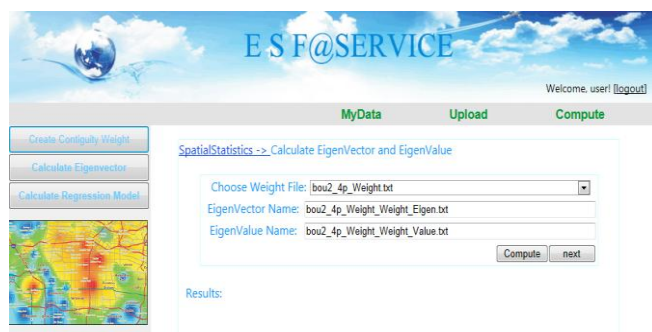 E S F@SERVICE
Welcome, user! [logout]
MyData Upload Compute
Create Contiguity Weight
Calculate Eigenvector
Calculate Regression Model
SpatialStatistics -> Calculate EigenVector and EigenValue
Choose Weight File: bou2_4p_Weight.txt
EigenVector Name: bou2_4p_Weight_Weight_Eigen.txt
EigenValue Name: bou2_4p_Weight_Weight_Value.txt
Compute next
Results: